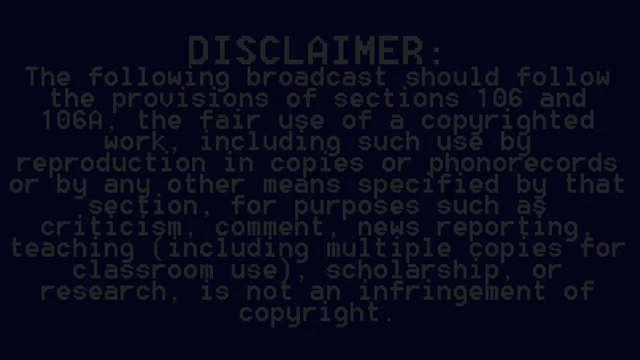 DISCLAIMER:
The following broadcast should follow
the provisions of sections 106 and
106A, the fair use of a copyrighted
work, including such use by
reproduction in copies or phonorecords
or by any other means specified by that
section, for purposes such as
criticism, comment, news reporting,
teaching (including multiple copies for
classroom use), scholarship, or
research, is not an infringement of
copyright.